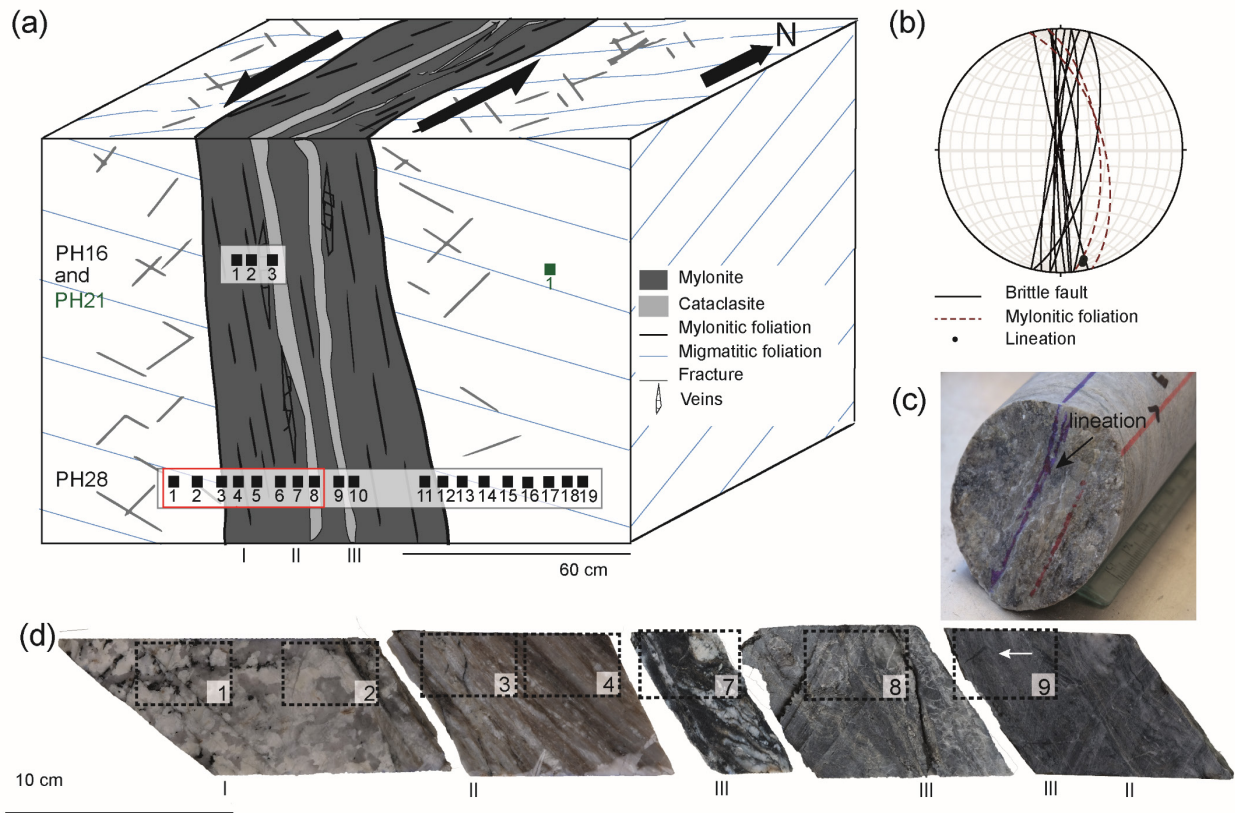 (a)
N
PH16
and
PH21
1 2 3
1
Mylonite
Cataclasite
Mylonitic foliation
Migmatitic foliation
Fracture
Veins
PH28
1 2 3 4 5 6 7 8 9 10 11 12 13 14 15 16 17 18 19
I II III
60 cm
(b)
Brittle fault
Mylonitic foliation
Lineation
(c)
lineation
(d)
1 2 3 4 7 8 9
10 cm
I II III III III II